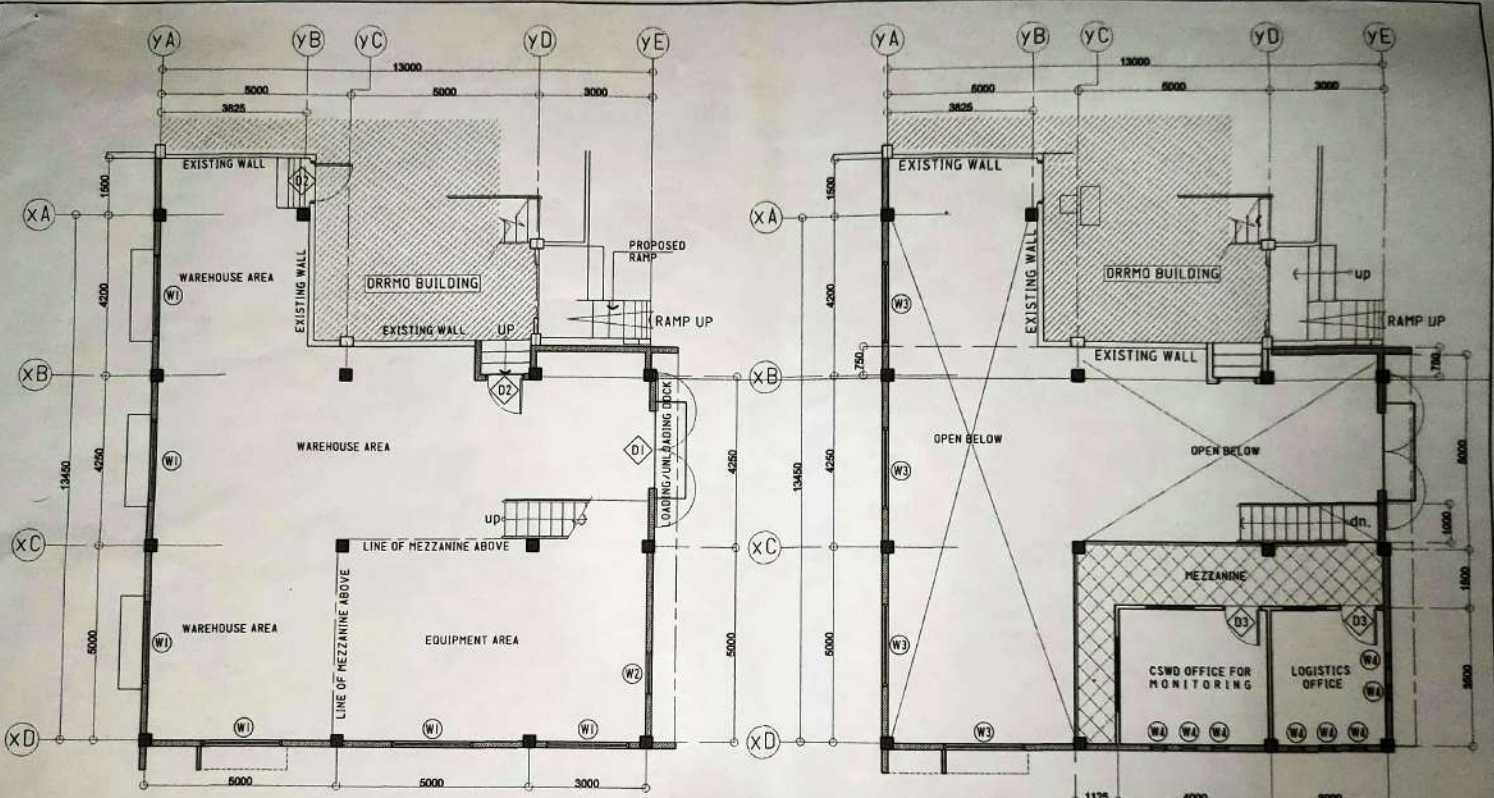 yA yB yC yD yE
13000
5000 5000 3000
3825
EXISTING WALL
D2
1500
xA
WAREHOUSE AREA
W1
4200
EXISTING WALL
PROPOSED
RAMP
DRRMO BUILDING
RAMP UP
EXISTING WALL
UP
xB
D2
LOADING/UNLOADING DOCK
D1
WAREHOUSE AREA
W1
13450
4250
4250
up
xC
LINE OF MEZZANINE ABOVE
LINE OF MEZZANINE ABOVE
WAREHOUSE AREA
W1
EQUIPMENT AREA
5000
5000
W2
W1 W1 W1
xD
5000 5000 3000
yA yB yC yD yE
13000
5000 5000 3000
3825
EXISTING WALL
1500
xA
W3
4200
EXISTING WALL
DRRMO BUILDING
up
RAMP UP
EXISTING WALL
750
750
xB
OPEN BELOW
OPEN BELOW
W3
13450
4250
5000
dn.
1000
xC
MEZZANINE
1500
D3 D3
W3
5000
CSWD OFFICE FOR
MONITORING
LOGISTICS
OFFICE
W4
W4
3500
W3
W4 W4 W4 W4 W4 W4
xD
1125